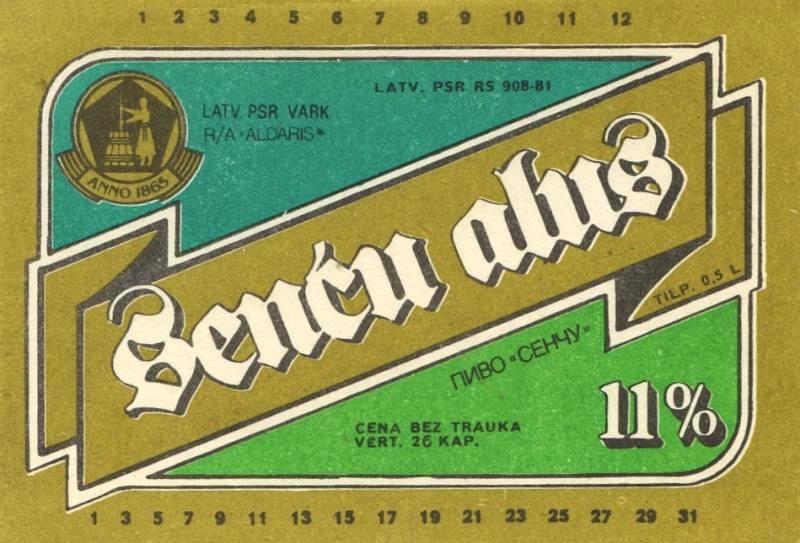 1 2 3 4 5 6 7 8 9 10 11 12
LATV. PSR RS 908-81
LATV. PSR VARK
R/A «ALDARIS»
ANNO 1865
Senču alus
TILP. 0,5 L
ПИВО «СЕНЧУ»
11%
CENA BEZ TRAUKA
VĒRT. 26 KAP.
1 3 5 7 9 11 13 15 17 19 21 23 25 27 29 31